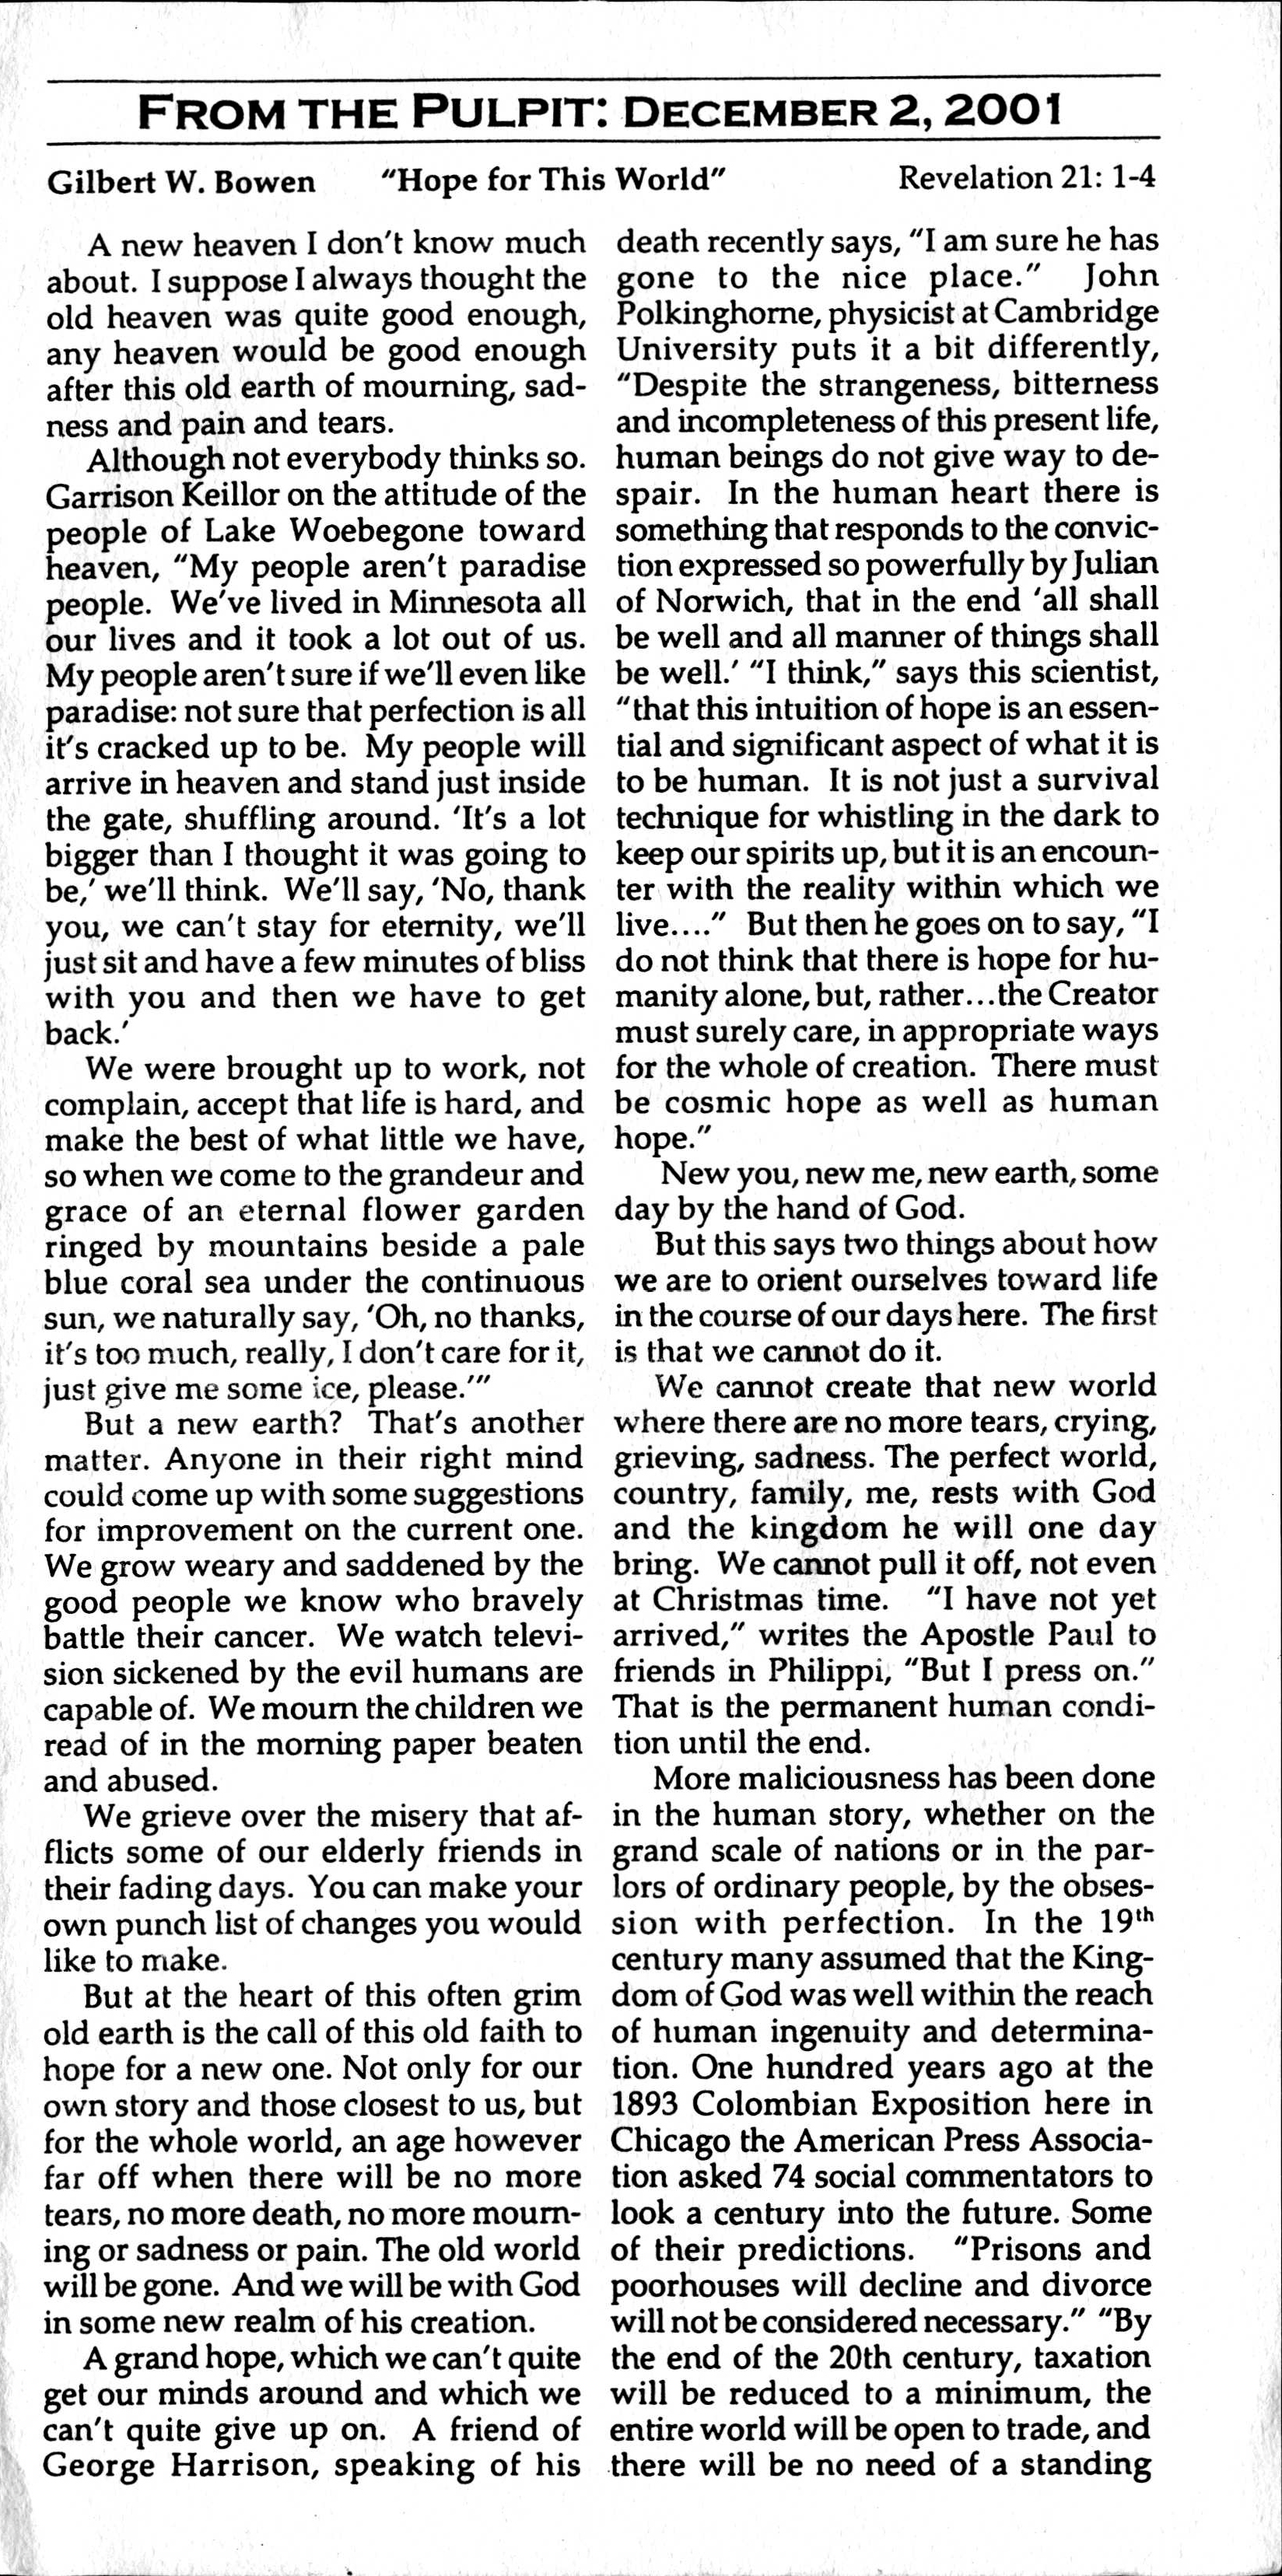 FROM THE PULPIT: DECEMBER 2, 2001
Gilbert W. Bowen "Hope for This World" Revelation 21: 1-4
A new heaven I don't know much
about. I suppose I always thought the
old heaven was quite good enough,
any heaven would be good enough
after this old earth of mourning, sad-
ness and pain and tears.
Although not everybody thinks so.
Garrison Keillor on the attitude of the
people of Lake Woebegone toward
heaven, "My people aren't paradise
people. We've lived in Minnesota all
our lives and it took a lot out of us.
My people aren't sure if we'll even like
paradise: not sure that perfection is all
it's cracked up to be. My people will
arrive in heaven and stand just inside
the gate, shuffling around. 'It's a lot
bigger than I thought it was going to
be,' we'll think. We'll say, 'No, thank
you, we can't stay for eternity, we'll
just sit and have a few minutes of bliss
with you and then we have to get
back.'
We were brought up to work, not
complain, accept that life is hard, and
make the best of what little we have,
so when we come to the grandeur and
grace of an eternal flower garden
ringed by mountains beside a pale
blue coral sea under the continuous
sun, we naturally say, 'Oh, no thanks,
it's too much, really, I don't care for it,
just give me some ice, please.'"
But a new earth? That's another
matter. Anyone in their right mind
could come up with some suggestions
for improvement on the current one.
We grow weary and saddened by the
good people we know who bravely
battle their cancer. We watch televi-
sion sickened by the evil humans are
capable of. We mourn the children we
read of in the morning paper beaten
and abused.
We grieve over the misery that af-
flicts some of our elderly friends in
their fading days. You can make your
own punch list of changes you would
like to make.
But at the heart of this often grim
old earth is the call of this old faith to
hope for a new one. Not only for our
own story and those closest to us, but
for the whole world, an age however
far off when there will be no more
tears, no more death, no more mourn-
ing or sadness or pain. The old world
will be gone. And we will be with God
in some new realm of his creation.
A grand hope, which we can't quite
get our minds around and which we
can't quite give up on. A friend of
George Harrison, speaking of his
death recently says, "I am sure he has
gone to the nice place." John
Polkinghorne, physicist at Cambridge
University puts it a bit differently,
"Despite the strangeness, bitterness
and incompleteness of this present life,
human beings do not give way to de-
spair. In the human heart there is
something that responds to the convic-
tion expressed so powerfully by Julian
of Norwich, that in the end 'all shall
be well and all manner of things shall
be well.' "I think," says this scientist,
"that this intuition of hope is an essen-
tial and significant aspect of what it is
to be human. It is not just a survival
technique for whistling in the dark to
keep our spirits up, but it is an encoun-
ter with the reality within which we
live...." But then he goes on to say, "I
do not think that there is hope for hu-
manity alone, but, rather...the Creator
must surely care, in appropriate ways
for the whole of creation. There must
be cosmic hope as well as human
hope."
New you, new me, new earth, some
day by the hand of God.
But this says two things about how
we are to orient ourselves toward life
in the course of our days here. The first
is that we cannot do it.
We cannot create that new world
where there are no more tears, crying,
grieving, sadness. The perfect world,
country, family, me, rests with God
and the kingdom he will one day
bring. We cannot pull it off, not even
at Christmas time. "I have not yet
arrived," writes the Apostle Paul to
friends in Philippi, "But I press on."
That is the permanent human condi-
tion until the end.
More maliciousness has been done
in the human story, whether on the
grand scale of nations or in the par-
lors of ordinary people, by the obses-
sion with perfection. In the 19th
century many assumed that the King-
dom of God was well within the reach
of human ingenuity and determina-
tion. One hundred years ago at the
1893 Colombian Exposition here in
Chicago the American Press Associa-
tion asked 74 social commentators to
look a century into the future. Some
of their predictions. "Prisons and
poorhouses will decline and divorce
will not be considered necessary." "By
the end of the 20th century, taxation
will be reduced to a minimum, the
entire world will be open to trade, and
there will be no need of a standing